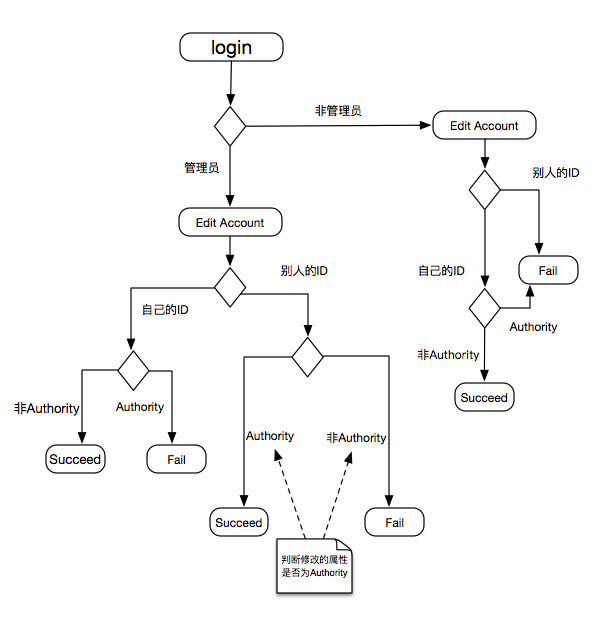 login
非管理员
Edit Account
管理员
别人的ID
Edit Account
别人的ID
自己的ID
Fail
自己的ID
Authority
非Authority
非Authority
Authority
Succeed
Authority
非Authority
Succeed
Fail
Succeed
Fail
判断修改的属性
是否为Authority